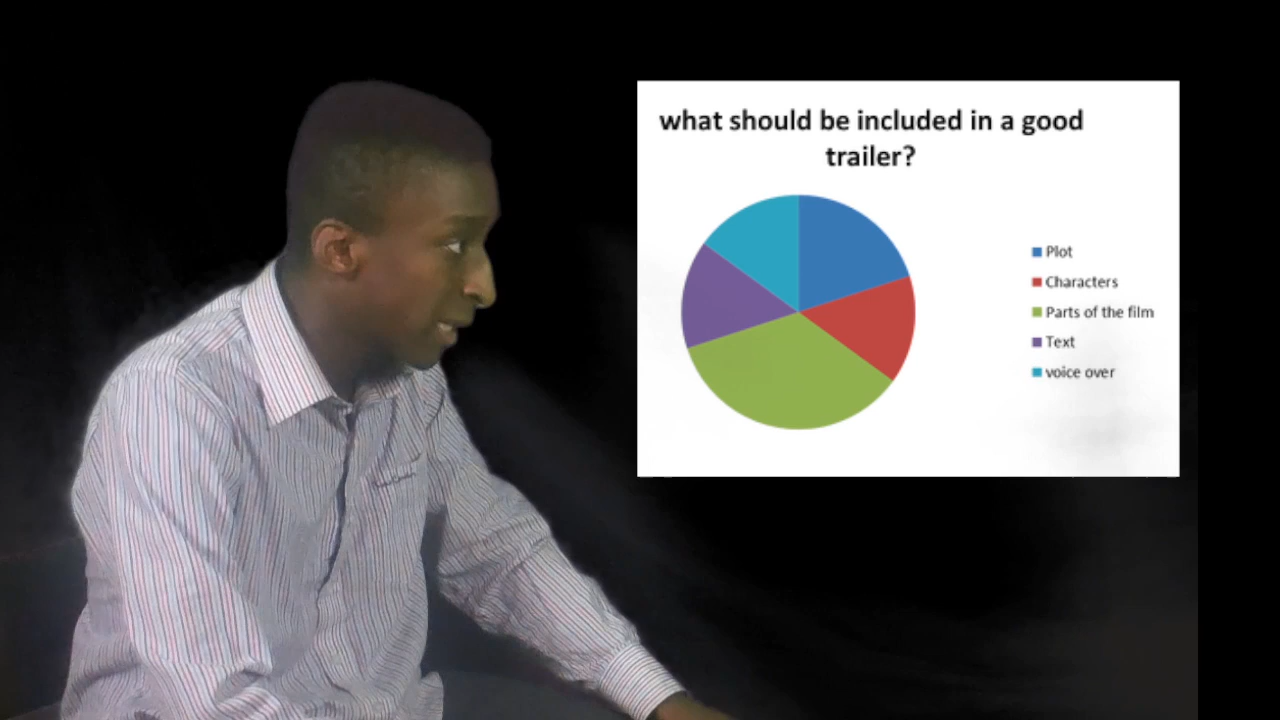 what should be included in a good
trailer?
Plot
Characters
Parts of the film
Text
voice over